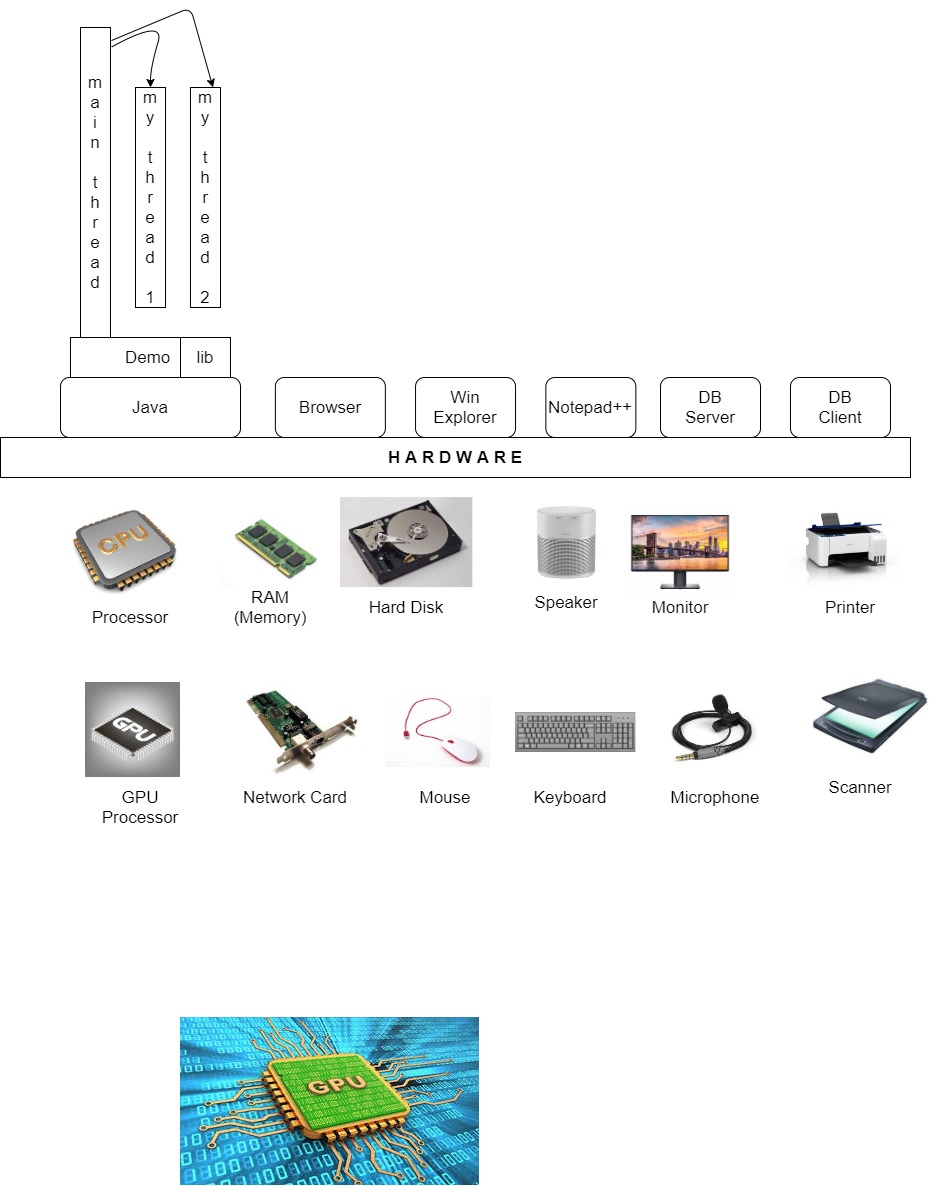 main thread
my thread 1
my thread 2
Demo
lib
Java
Browser
Win
Explorer
Notepad++
DB
Server
DB
Client
HARDWARE
CPU
Processor
RAM
(Memory)
Hard Disk
Speaker
Monitor
Printer
GPU
GPU
Processor
Network Card
Mouse
Keyboard
Microphone
Scanner
GPU